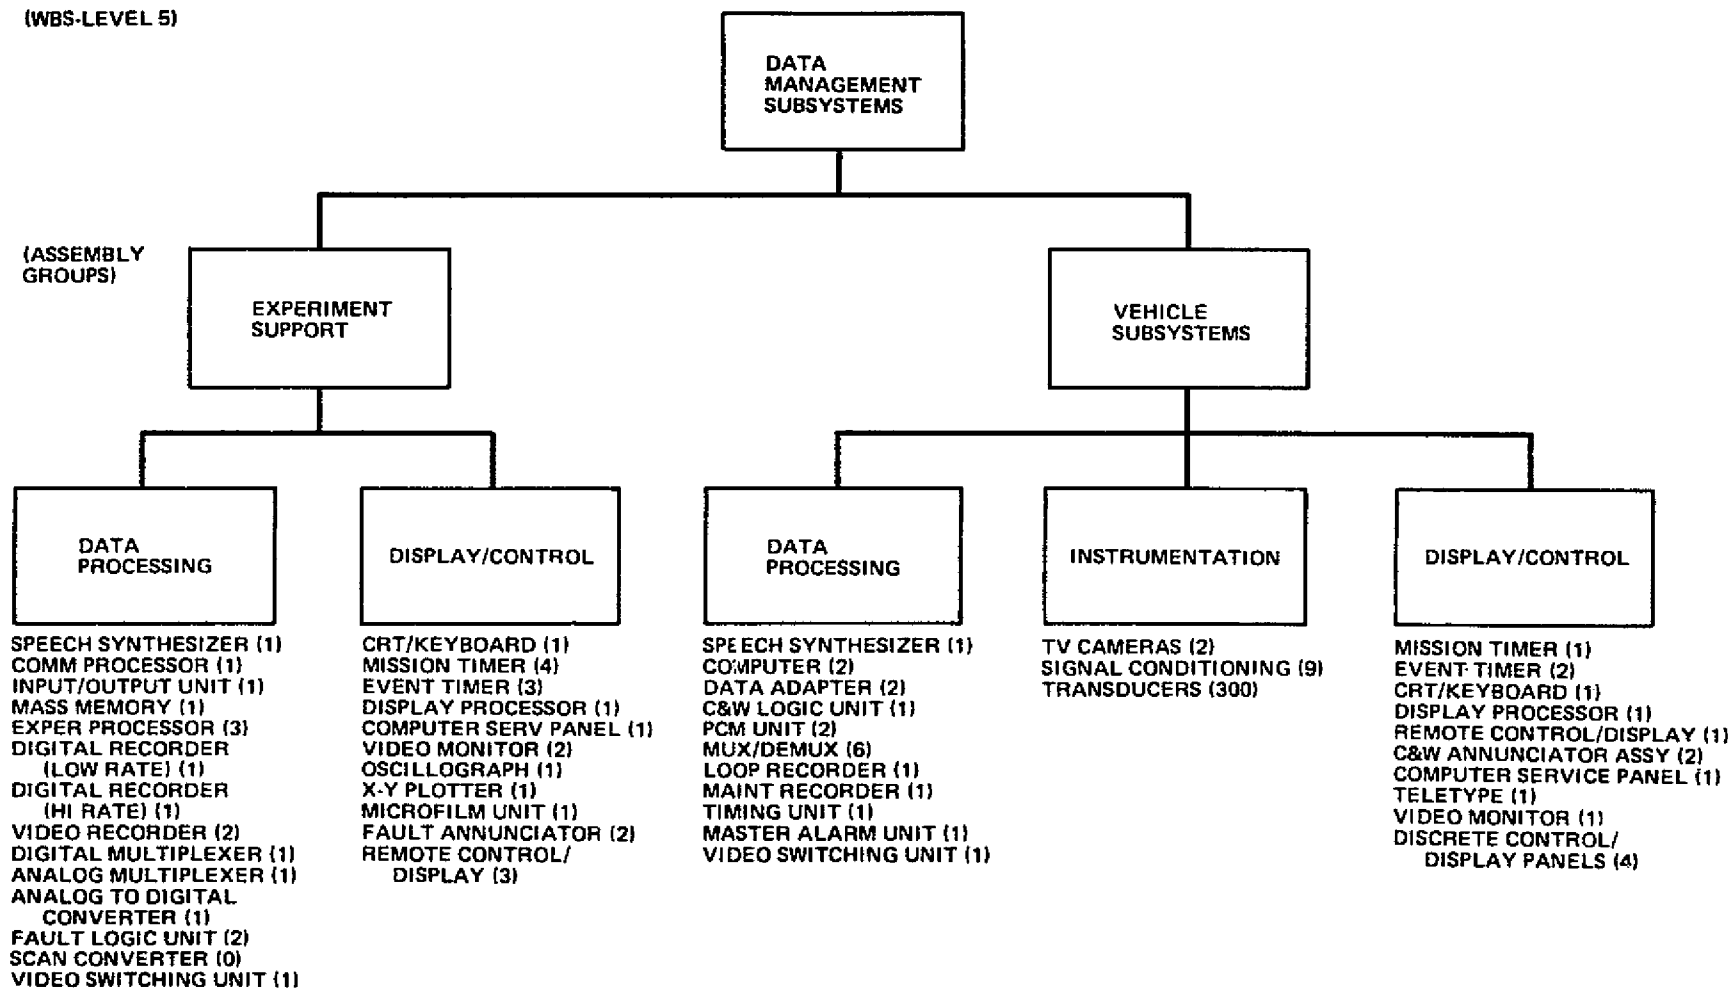 (WBS-LEVEL 5)
DATA
MANAGEMENT
SUBSYSTEMS
(ASSEMBLY
GROUPS)
EXPERIMENT
SUPPORT
VEHICLE
SUBSYSTEMS
DATA
PROCESSING
SPEECH SYNTHESIZER (1)
COMM PROCESSOR (1)
INPUT/OUTPUT UNIT (1)
MASS MEMORY (1)
EXPER PROCESSOR (3)
DIGITAL RECORDER
(LOW RATE) (1)
DIGITAL RECORDER
(HI RATE) (1)
VIDEO RECORDER (2)
DIGITAL MULTIPLEXER (1)
ANALOG MULTIPLEXER (1)
ANALOG TO DIGITAL
CONVERTER (1)
FAULT LOGIC UNIT (2)
SCAN CONVERTER (0)
VIDEO SWITCHING UNIT (1)
DISPLAY/CONTROL
CRT/KEYBOARD (1)
MISSION TIMER (4)
EVENT TIMER (3)
DISPLAY PROCESSOR (1)
COMPUTER SERV PANEL (1)
VIDEO MONITOR (2)
OSCILLOGRAPH (1)
X-Y PLOTTER (1)
MICROFILM UNIT (1)
FAULT ANNUNCIATOR (2)
REMOTE CONTROL/
DISPLAY (3)
DATA
PROCESSING
SPEECH SYNTHESIZER (1)
COMPUTER (2)
DATA ADAPTER (2)
C&W LOGIC UNIT (1)
PCM UNIT (2)
MUX/DEMUX (6)
LOOP RECORDER (1)
MAINT RECORDER (1)
TIMING UNIT (1)
MASTER ALARM UNIT (1)
VIDEO SWITCHING UNIT (1)
INSTRUMENTATION
TV CAMERAS (2)
SIGNAL CONDITIONING (9)
TRANSDUCERS (300)
DISPLAY/CONTROL
MISSION TIMER (1)
EVENT TIMER (2)
CRT/KEYBOARD (1)
DISPLAY PROCESSOR (1)
REMOTE CONTROL/DISPLAY (1)
C&W ANNUNCIATOR ASSY (2)
COMPUTER SERVICE PANEL (1)
TELETYPE (1)
VIDEO MONITOR (1)
DISCRETE CONTROL/
DISPLAY PANELS (4)